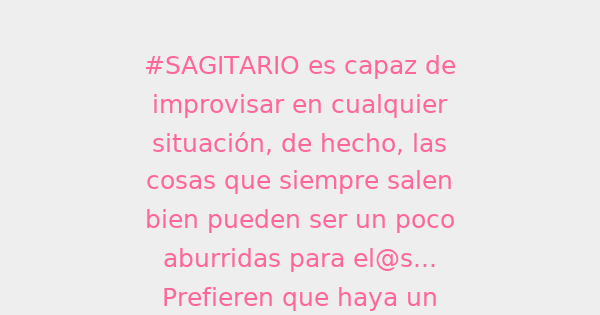 #SAGITARIO es capaz de
improvisar en cualquier
situación, de hecho, las
cosas que siempre salen
bien pueden ser un poco
aburridas para el@s...
Prefieren que haya un